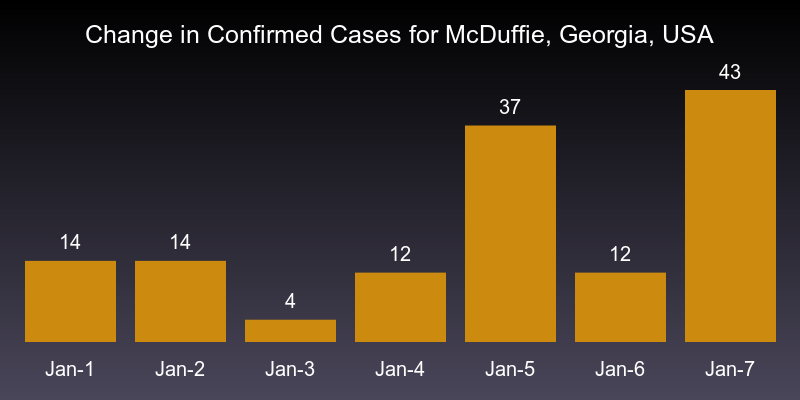 Change in Confirmed Cases for McDuffie, Georgia, USA
43
37
14 14
12 12
4
Jan-1 Jan-2 Jan-3 Jan-4 Jan-5 Jan-6 Jan-7